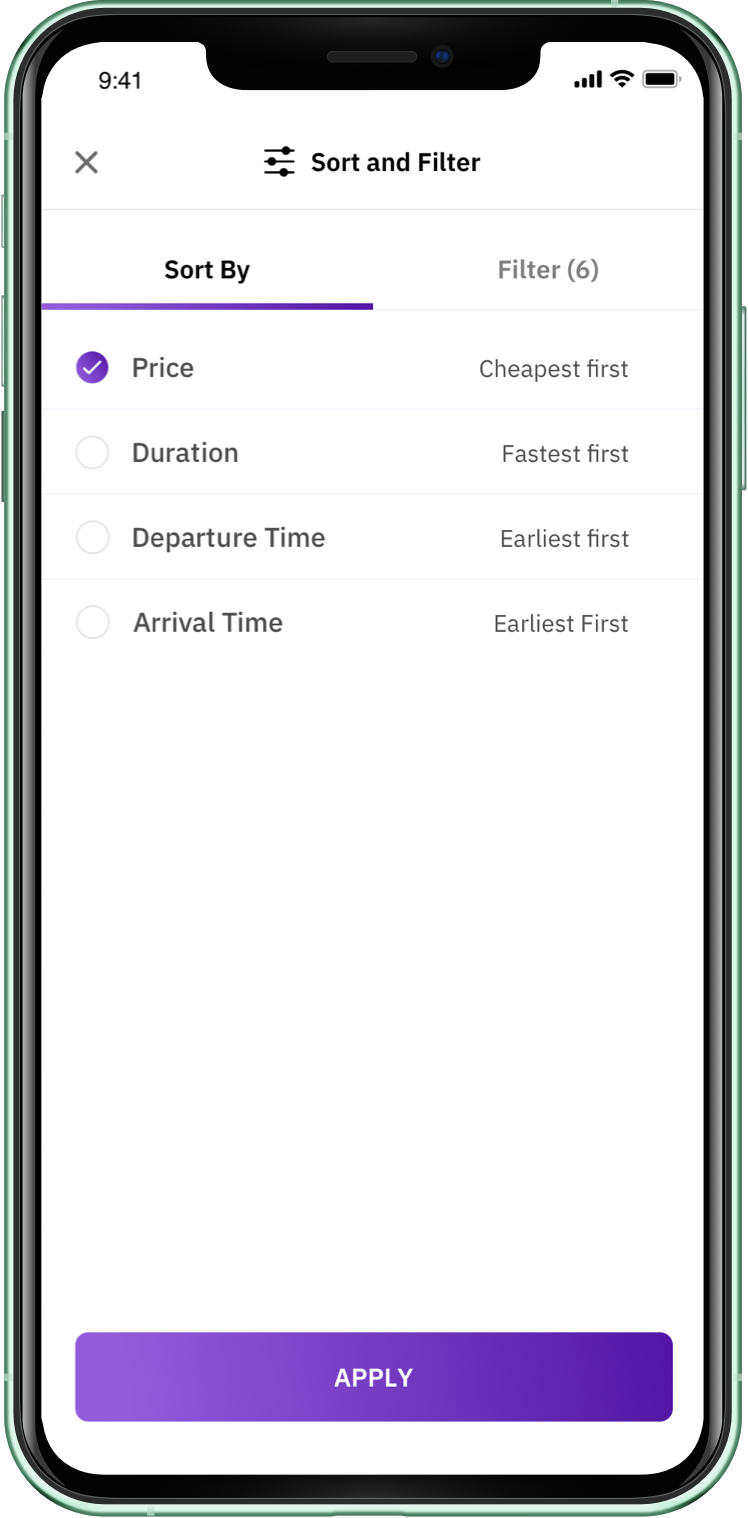 9:41
Sort and Filter
Sort By Filter (6)
Price Cheapest first
Duration Fastest first
Departure Time Earliest first
Arrival Time Earliest First
APPLY